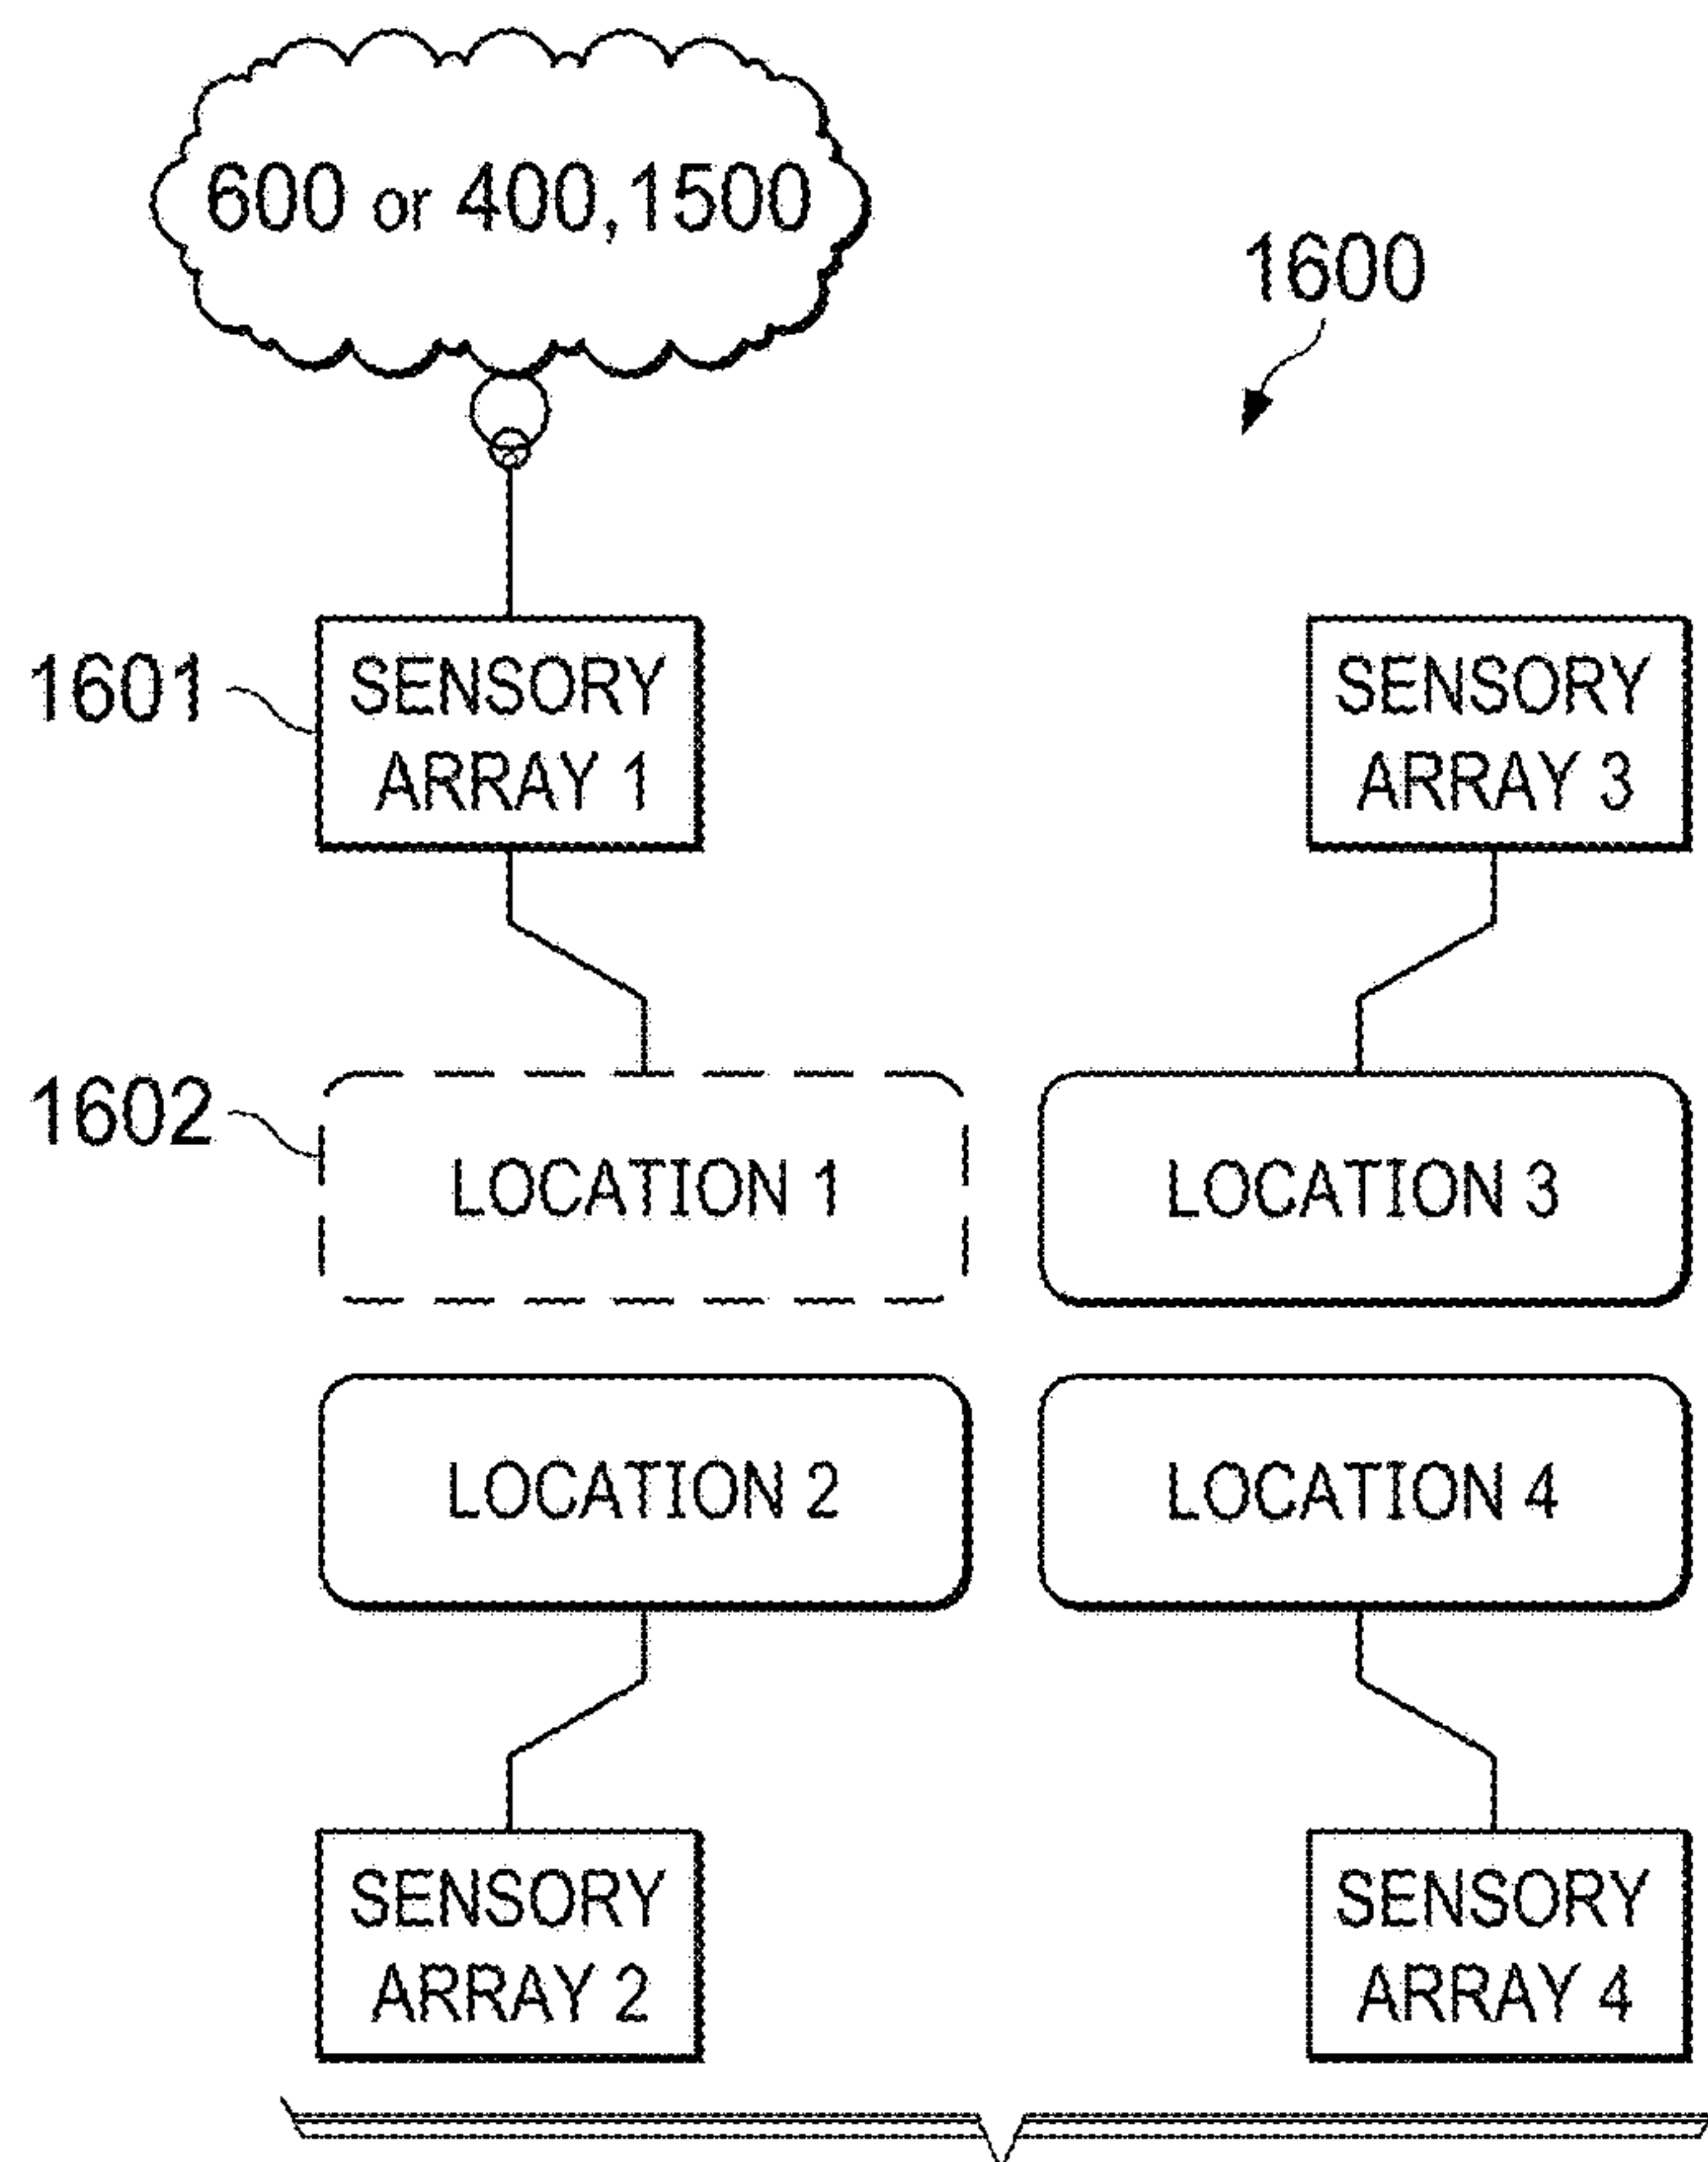 600 or 400,1500
1600
1601
SENSORY
ARRAY 1
SENSORY
ARRAY 3
1602
LOCATION 1
LOCATION 3
LOCATION 2
LOCATION 4
SENSORY
ARRAY 2
SENSORY
ARRAY 4